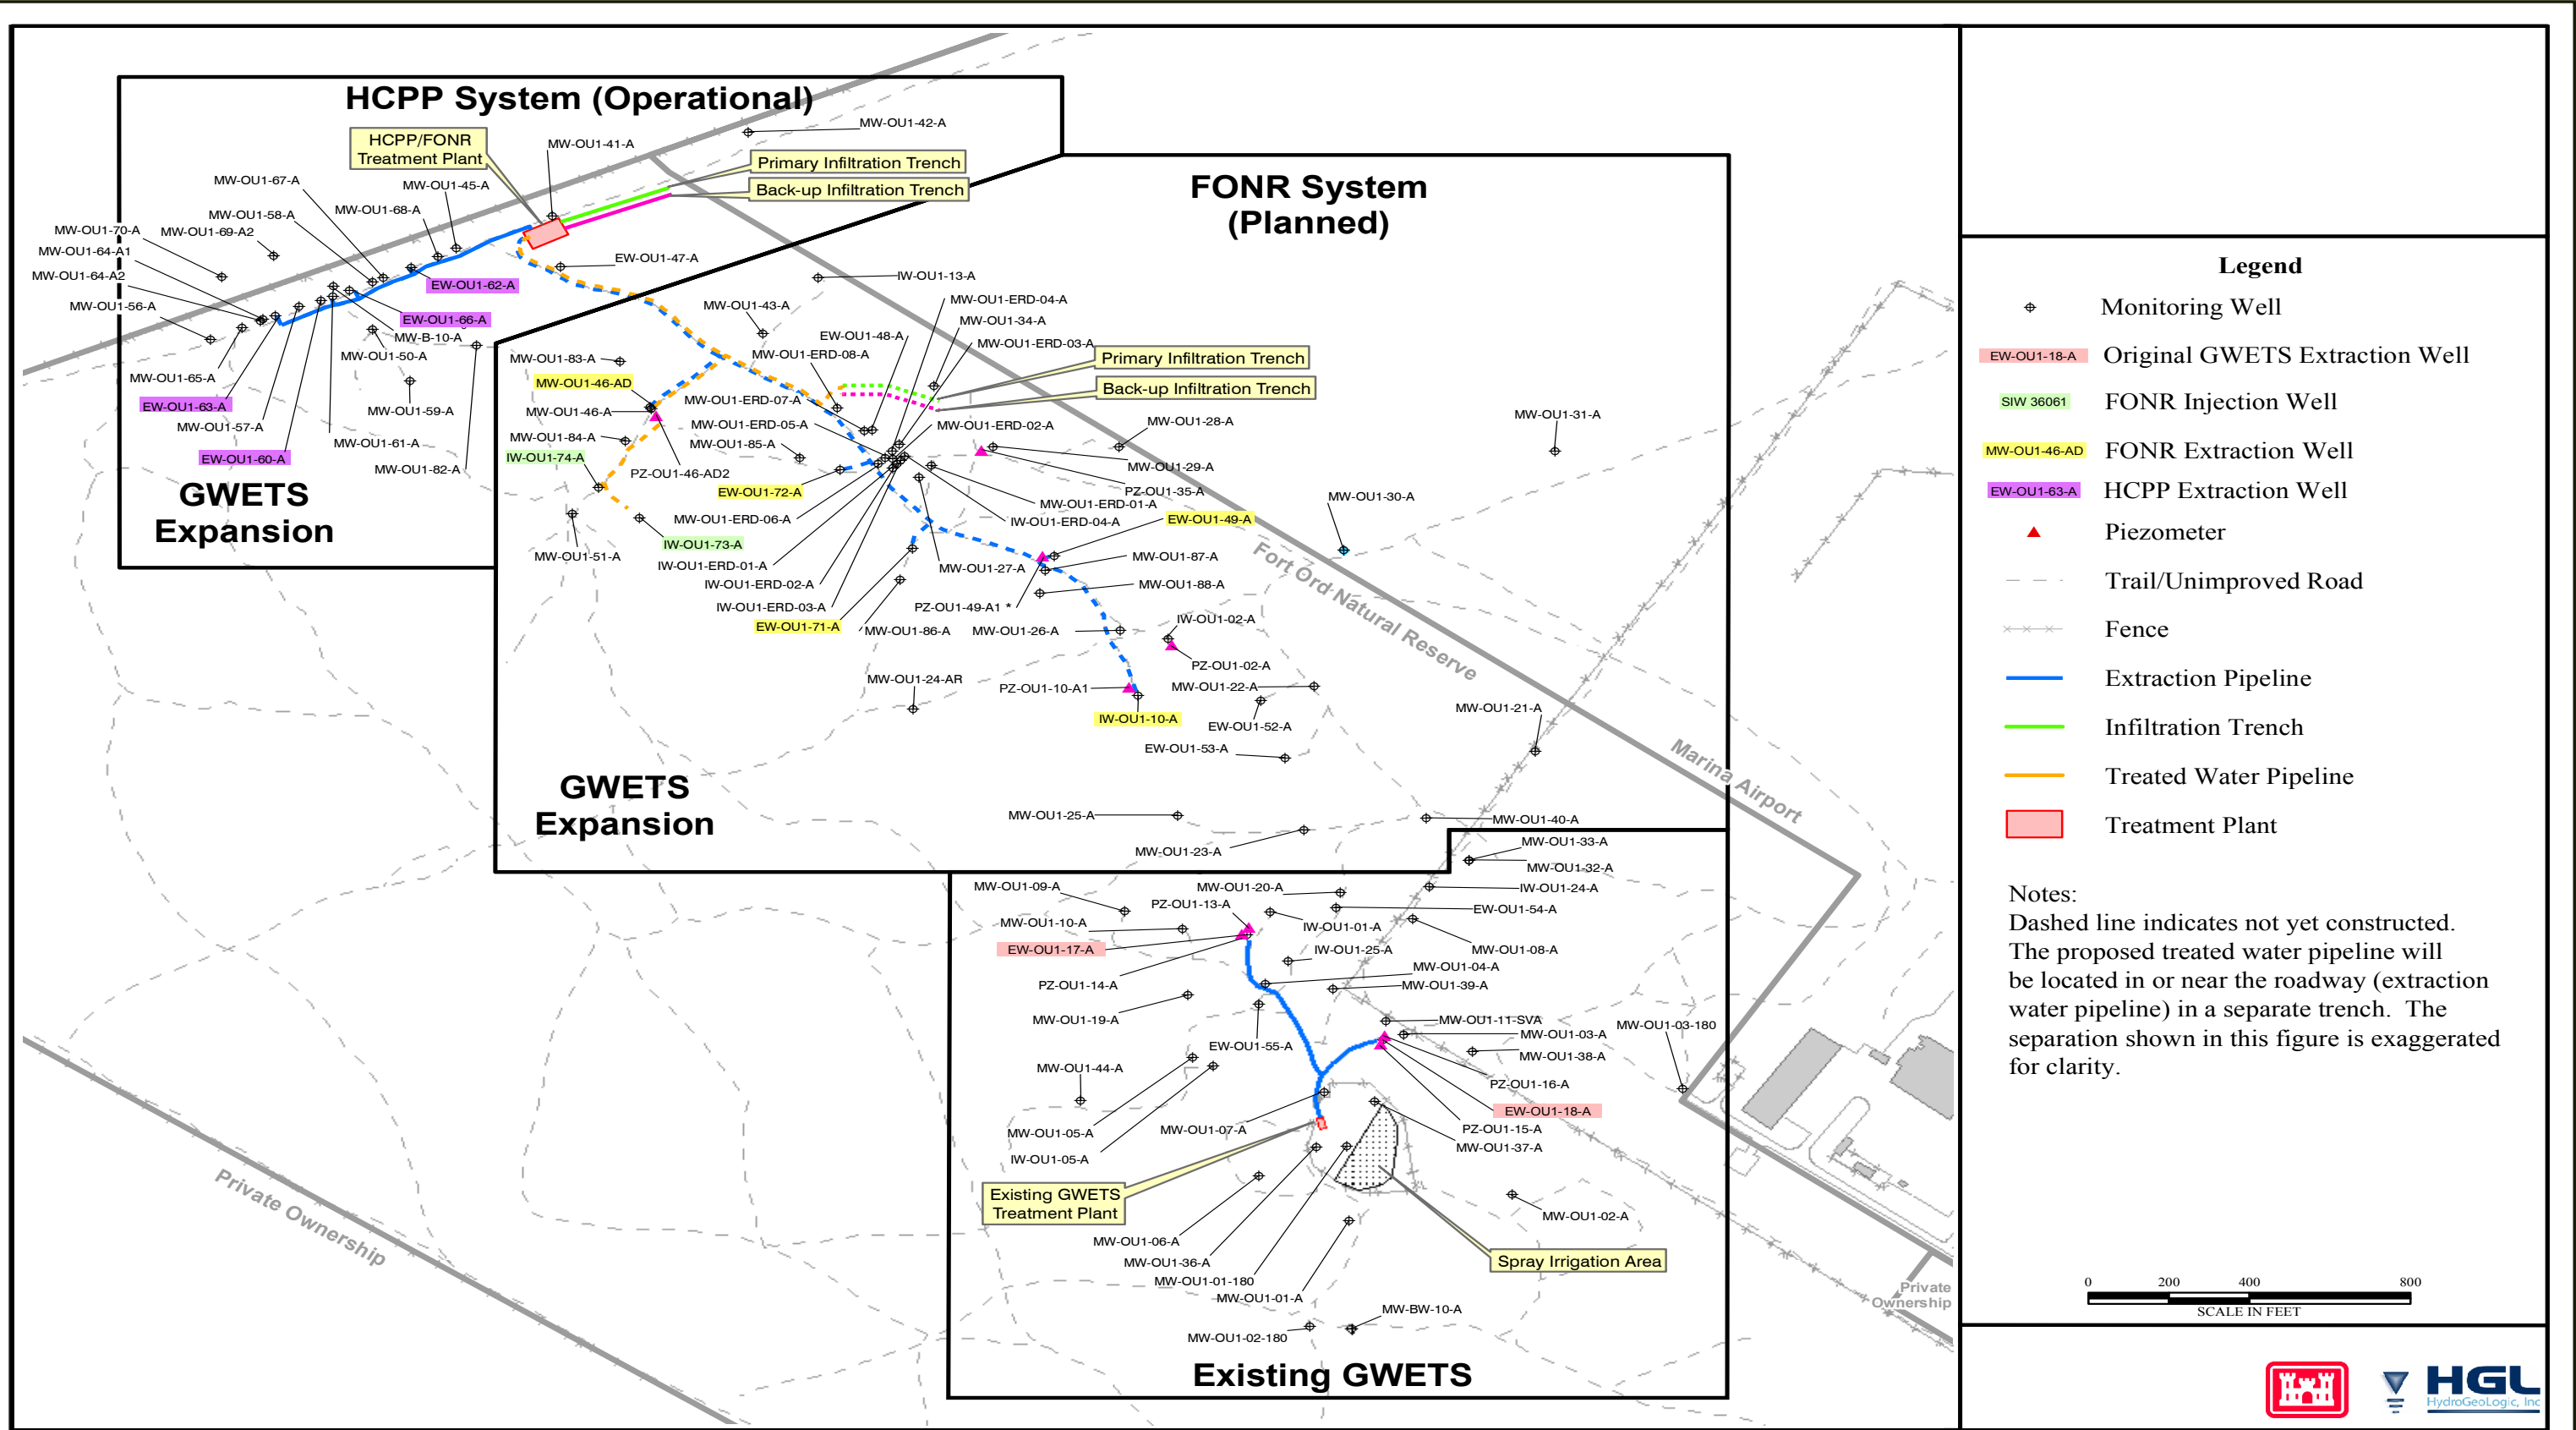 HCPP System (Operational)
HCPP/FONR
Treatment Plant
MW-OU1-41-A
MW-OU1-42-A
Primary Infiltration Trench
Back-up Infiltration Trench
MW-OU1-67-A
MW-OU1-45-A
MW-OU1-58-A
MW-OU1-68-A
MW-OU1-70-A
MW-OU1-69-A2
MW-OU1-64-A1
MW-OU1-64-A2
MW-OU1-56-A
EW-OU1-47-A
EW-OU1-62-A
EW-OU1-66-A
MW-B-10-A
MW-OU1-50-A
MW-OU1-65-A
EW-OU1-63-A
MW-OU1-59-A
MW-OU1-57-A
MW-OU1-61-A
EW-OU1-60-A
MW-OU1-82-A
GWETS
Expansion
FONR System
(Planned)
IW-OU1-13-A
MW-OU1-ERD-04-A
MW-OU1-43-A
MW-OU1-34-A
EW-OU1-48-A
MW-OU1-ERD-03-A
MW-OU1-ERD-08-A
MW-OU1-83-A
Primary Infiltration Trench
MW-OU1-46-AD
Back-up Infiltration Trench
MW-OU1-ERD-07-A
MW-OU1-46-A
MW-OU1-ERD-05-A
MW-OU1-ERD-02-A
MW-OU1-28-A
MW-OU1-31-A
MW-OU1-84-A
MW-OU1-85-A
IW-OU1-74-A
PZ-OU1-46-AD2
MW-OU1-29-A
EW-OU1-72-A
PZ-OU1-35-A
MW-OU1-30-A
MW-OU1-ERD-01-A
MW-OU1-ERD-06-A
IW-OU1-ERD-04-A
EW-OU1-49-A
IW-OU1-73-A
MW-OU1-51-A
IW-OU1-ERD-01-A
MW-OU1-27-A
MW-OU1-87-A
IW-OU1-ERD-02-A
MW-OU1-88-A
IW-OU1-ERD-03-A
PZ-OU1-49-A1 *
EW-OU1-71-A
MW-OU1-86-A
MW-OU1-26-A
IW-OU1-02-A
PZ-OU1-02-A
MW-OU1-24-AR
PZ-OU1-10-A1
MW-OU1-22-A
IW-OU1-10-A
EW-OU1-52-A
MW-OU1-21-A
EW-OU1-53-A
Fort Ord Natural Reserve
Marina Airport
GWETS
Expansion
MW-OU1-25-A
MW-OU1-40-A
MW-OU1-23-A
MW-OU1-33-A
MW-OU1-32-A
MW-OU1-09-A
MW-OU1-20-A
IW-OU1-24-A
PZ-OU1-13-A
EW-OU1-54-A
MW-OU1-10-A
IW-OU1-01-A
EW-OU1-17-A
IW-OU1-25-A
MW-OU1-08-A
MW-OU1-04-A
PZ-OU1-14-A
MW-OU1-39-A
MW-OU1-19-A
MW-OU1-11-SVA
MW-OU1-03-180
MW-OU1-03-A
EW-OU1-55-A
MW-OU1-38-A
MW-OU1-44-A
PZ-OU1-16-A
EW-OU1-18-A
MW-OU1-05-A
MW-OU1-07-A
PZ-OU1-15-A
MW-OU1-37-A
IW-OU1-05-A
Existing GWETS
Treatment Plant
MW-OU1-02-A
MW-OU1-06-A
MW-OU1-36-A
Spray Irrigation Area
MW-OU1-01-180
MW-OU1-01-A
MW-BW-10-A
MW-OU1-02-180
Existing GWETS
Private Ownership
Private
Ownership
Legend
Monitoring Well
EW-OU1-18-A Original GWETS Extraction Well
SIW 36061 FONR Injection Well
MW-OU1-46-AD FONR Extraction Well
EW-OU1-63-A HCPP Extraction Well
Piezometer
Trail/Unimproved Road
Fence
Extraction Pipeline
Infiltration Trench
Treated Water Pipeline
Treatment Plant
Notes:
Dashed line indicates not yet constructed.
The proposed treated water pipeline will
be located in or near the roadway (extraction
water pipeline) in a separate trench. The
separation shown in this figure is exaggerated
for clarity.
0 200 400 800
SCALE IN FEET
HGL
HydroGeoLogic, Inc